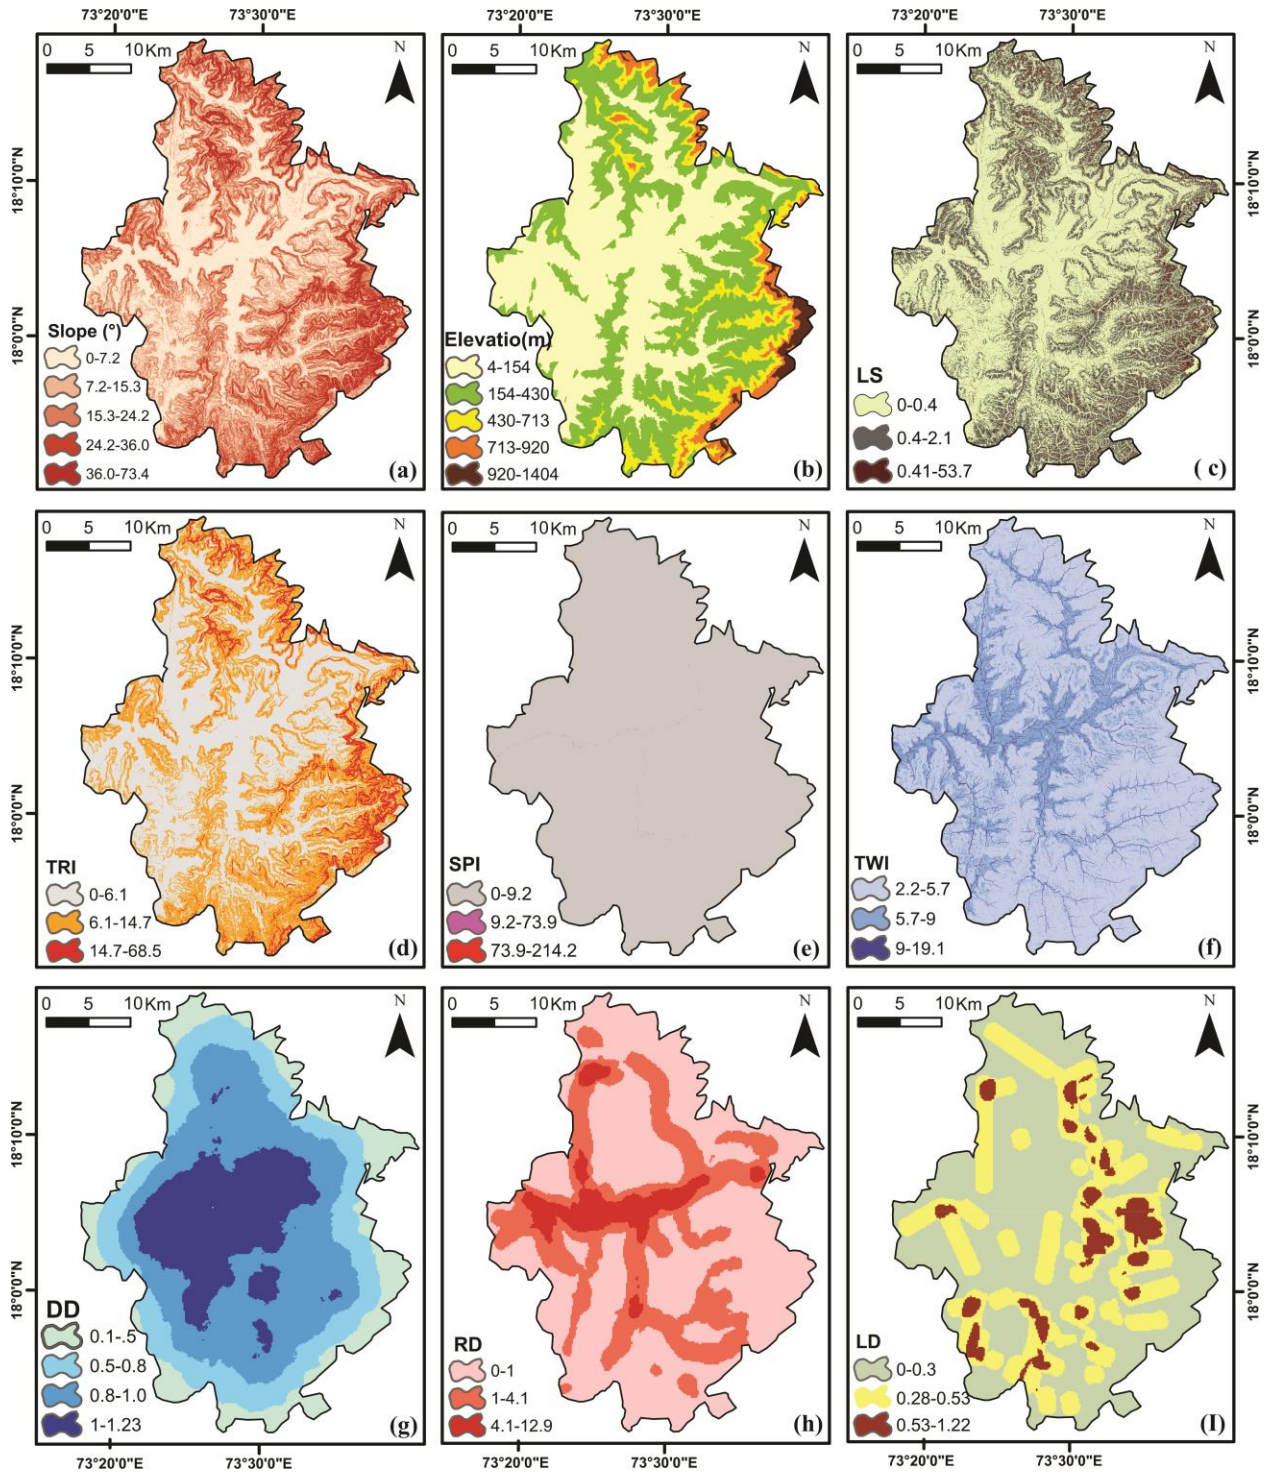 73°20'0"E 73°30'0"E 73°20'0"E 73°30'0"E 73°20'0"E 73°30'0"E
0 5 10Km N
18°10'0"N
18°0'0"N
Slope (°)
0-7.2
7.2-15.3
15.3-24.2
24.2-36.0
36.0-73.4
(a)
0 5 10Km N
Elevatio(m)
4-154
154-430
430-713
713-920
920-1404
(b)
0 5 10Km N
18°10'0"N
18°0'0"N
LS
0-0.4
0.4-2.1
0.41-53.7
( c)
0 5 10Km N
18°10'0"N
18°0'0"N
TRI
0-6.1
6.1-14.7
14.7-68.5
(d)
0 5 10Km N
SPI
0-9.2
9.2-73.9
73.9-214.2
(e)
0 5 10Km N
18°10'0"N
18°0'0"N
TWI
2.2-5.7
5.7-9
9-19.1
(f)
0 5 10Km N
18°10'0"N
18°0'0"N
DD
0.1-.5
0.5-0.8
0.8-1.0
1-1.23
(g)
0 5 10Km N
RD
0-1
1-4.1
4.1-12.9
(h)
0 5 10Km N
18°10'0"N
18°0'0"N
LD
0-0.3
0.28-0.53
0.53-1.22
(I)
73°20'0"E 73°30'0"E 73°20'0"E 73°30'0"E 73°20'0"E 73°30'0"E